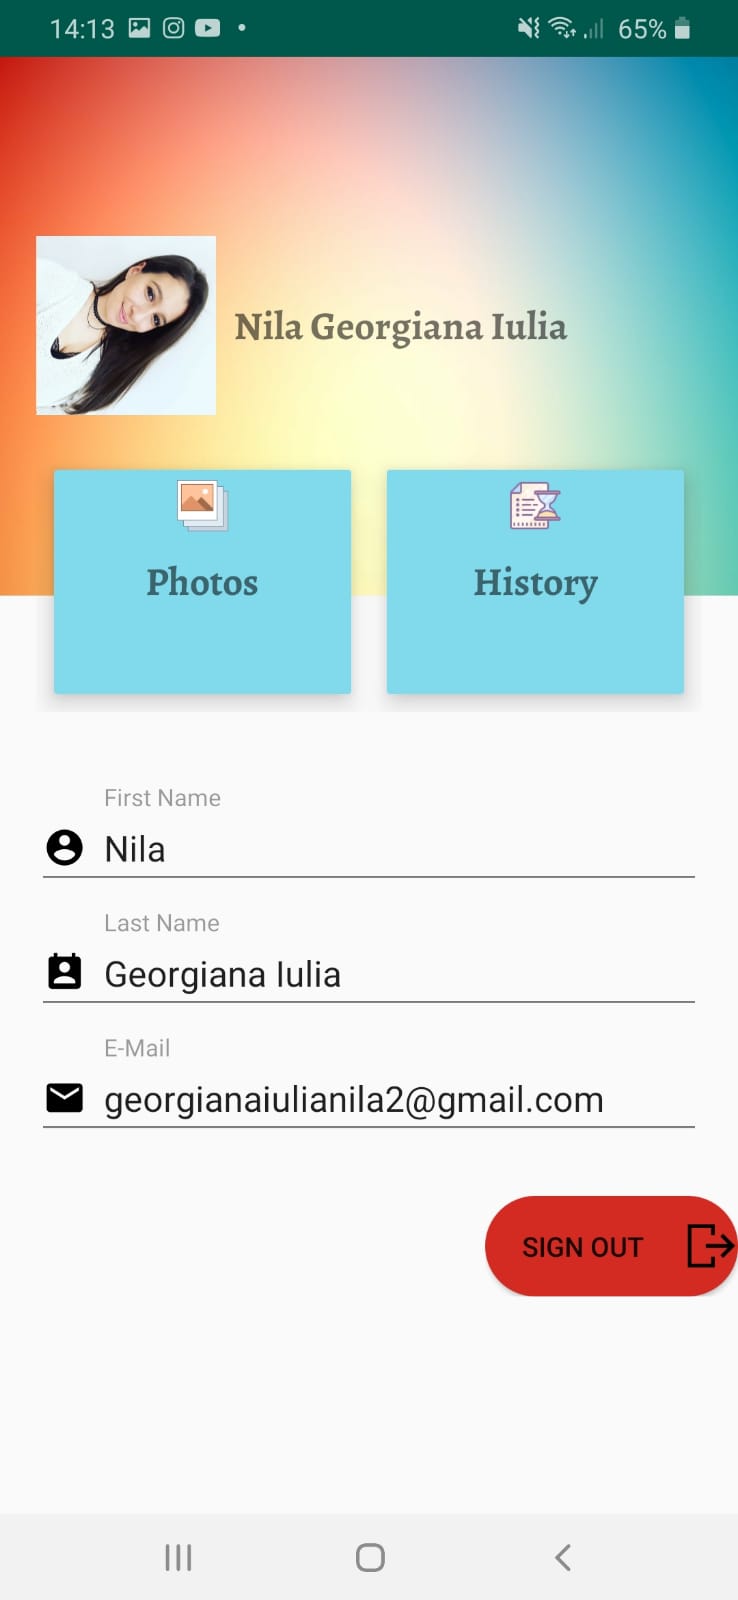 14:13
65%
Nila Georgiana Iulia
Photos
History
First Name
Nila
Last Name
Georgiana Iulia
E-Mail
georgianaiulianila2@gmail.com
SIGN OUT